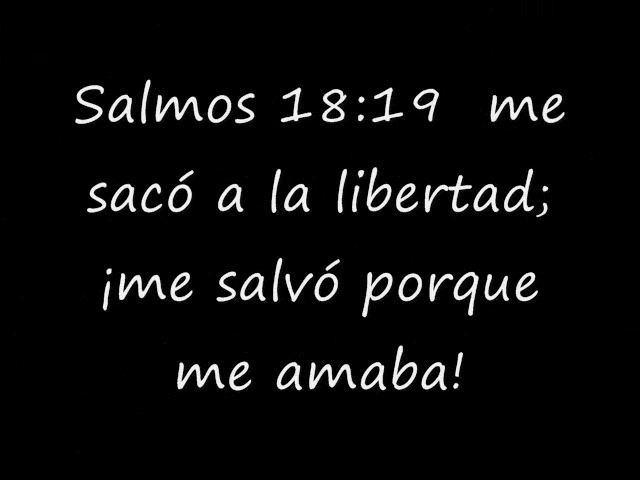 Salmos 18:19  me
sacó a la libertad;
¡me salvó porque
me amaba!